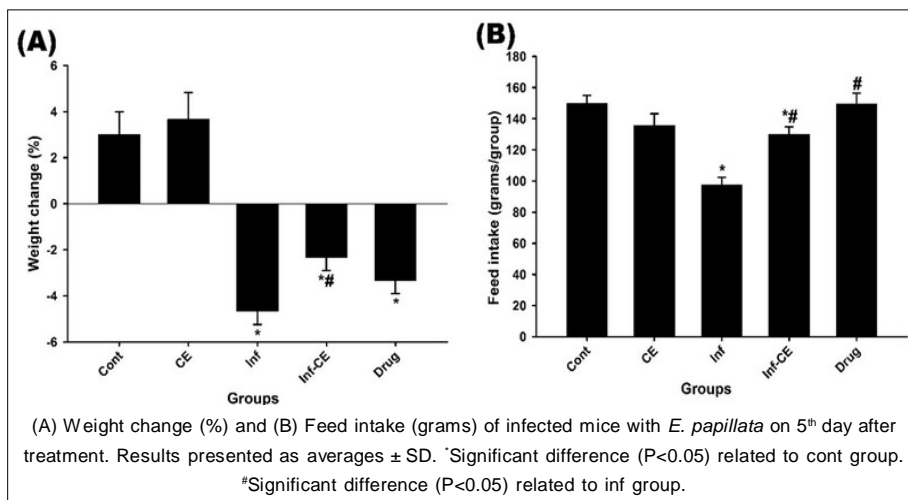 (A)
6
4
2
0
-2
-4
-6
Weight change (%)
*
*#
*
Cont
CE
Inf
Inf-CE
Drug
Groups
(B)
180
160
140
120
100
80
60
40
20
0
Feed intake (grams/group)
*
*#
#
Cont
CE
Inf
Inf-CE
Drug
Groups
(A) Weight change (%) and (B) Feed intake (grams) of infected mice with E. papillata on 5th day after
treatment. Results presented as averages ± SD. *Significant difference (P<0.05) related to cont group.
#Significant difference (P<0.05) related to inf group.